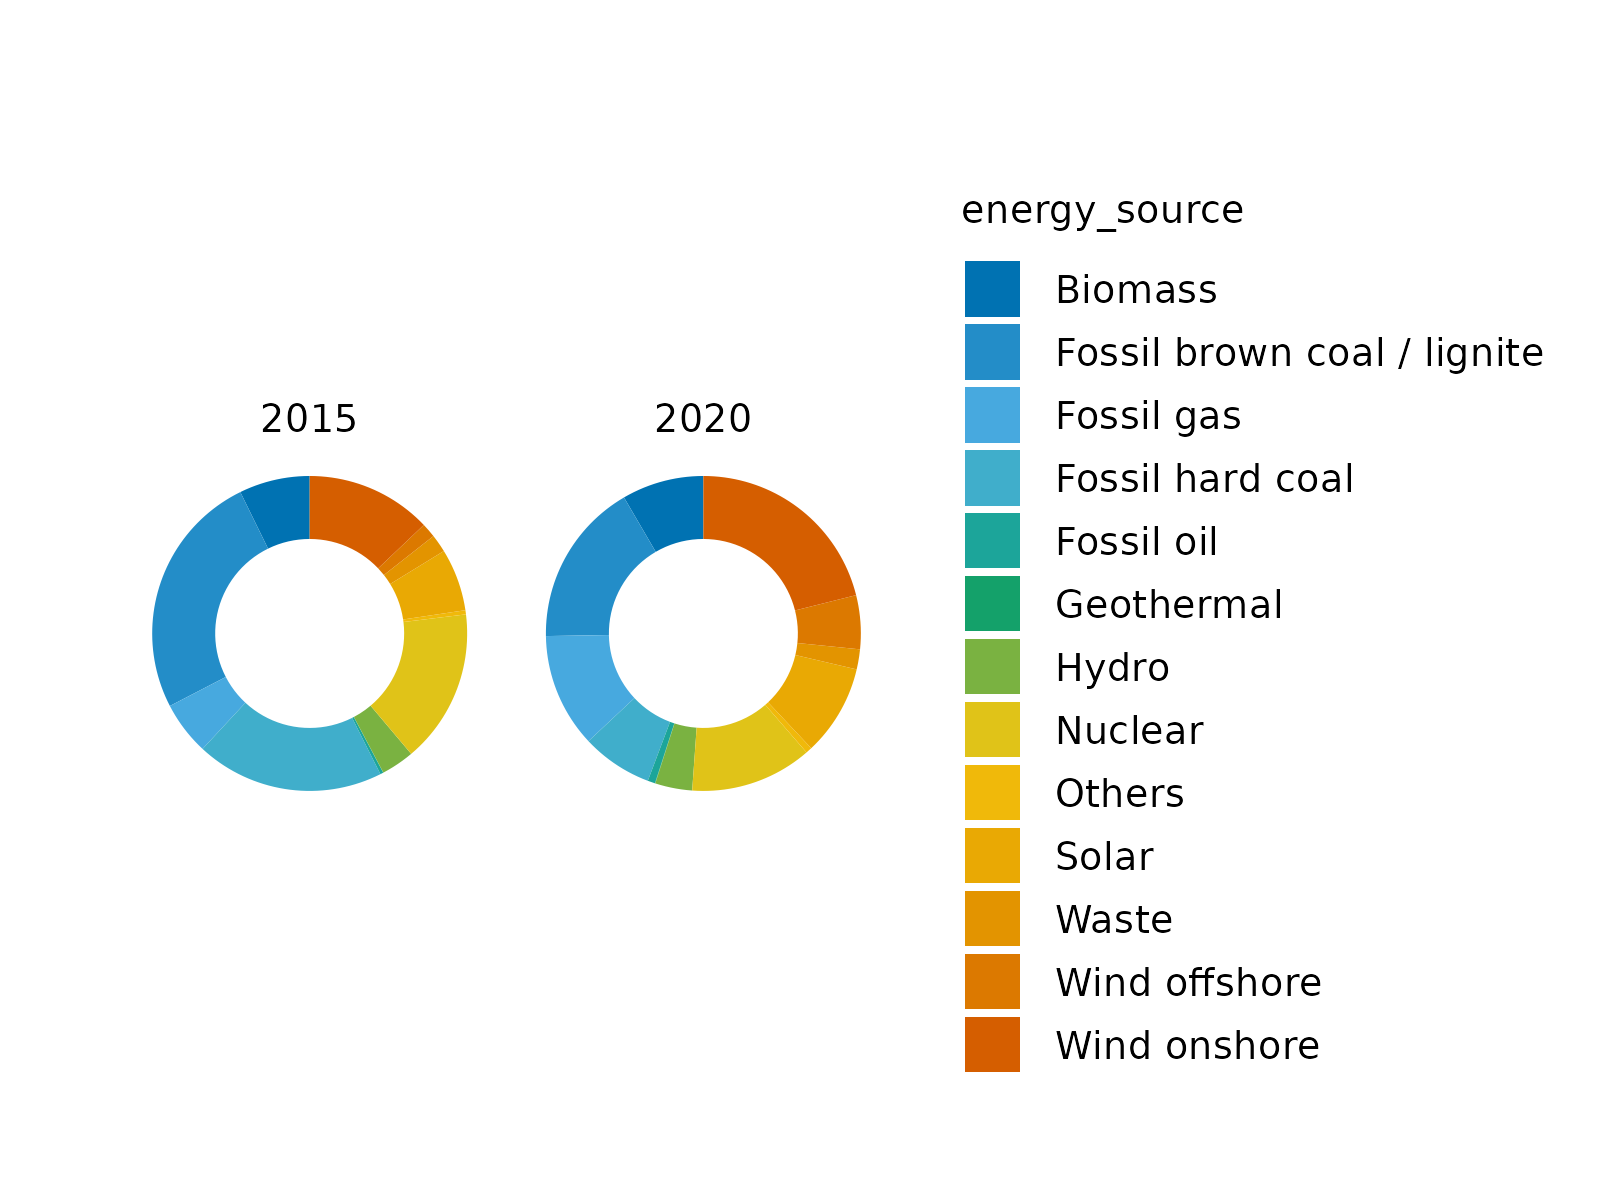 energy_source
Biomass
Fossil brown coal / lignite
Fossil gas
2015
2020
Fossil hard coal
Fossil oil
Geothermal
Hydro
Nuclear
Others
Solar
Waste
Wind offshore
Wind onshore